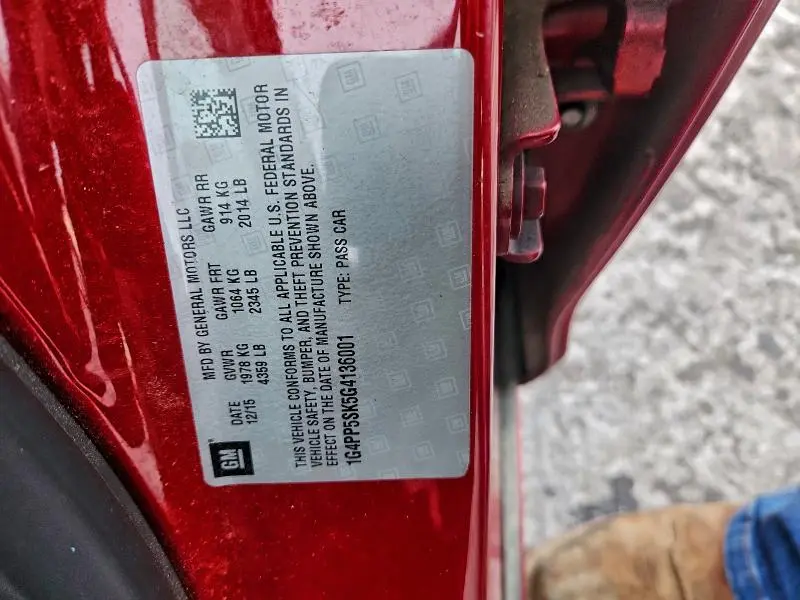 GM
MFD BY GENERAL MOTORS LLC
DATE GVWR GAWR FRT GAWR RR
12/15 1978 KG 1064 KG 914 KG
4359 LB 2345 LB 2014 LB
THIS VEHICLE CONFORMS TO ALL APPLICABLE U.S. FEDERAL MOTOR
VEHICLE SAFETY, BUMPER, AND THEFT PREVENTION STANDARDS IN
EFFECT ON THE DATE OF MANUFACTURE SHOWN ABOVE.
1G4PP5SK5G4136001 TYPE: PASS CAR